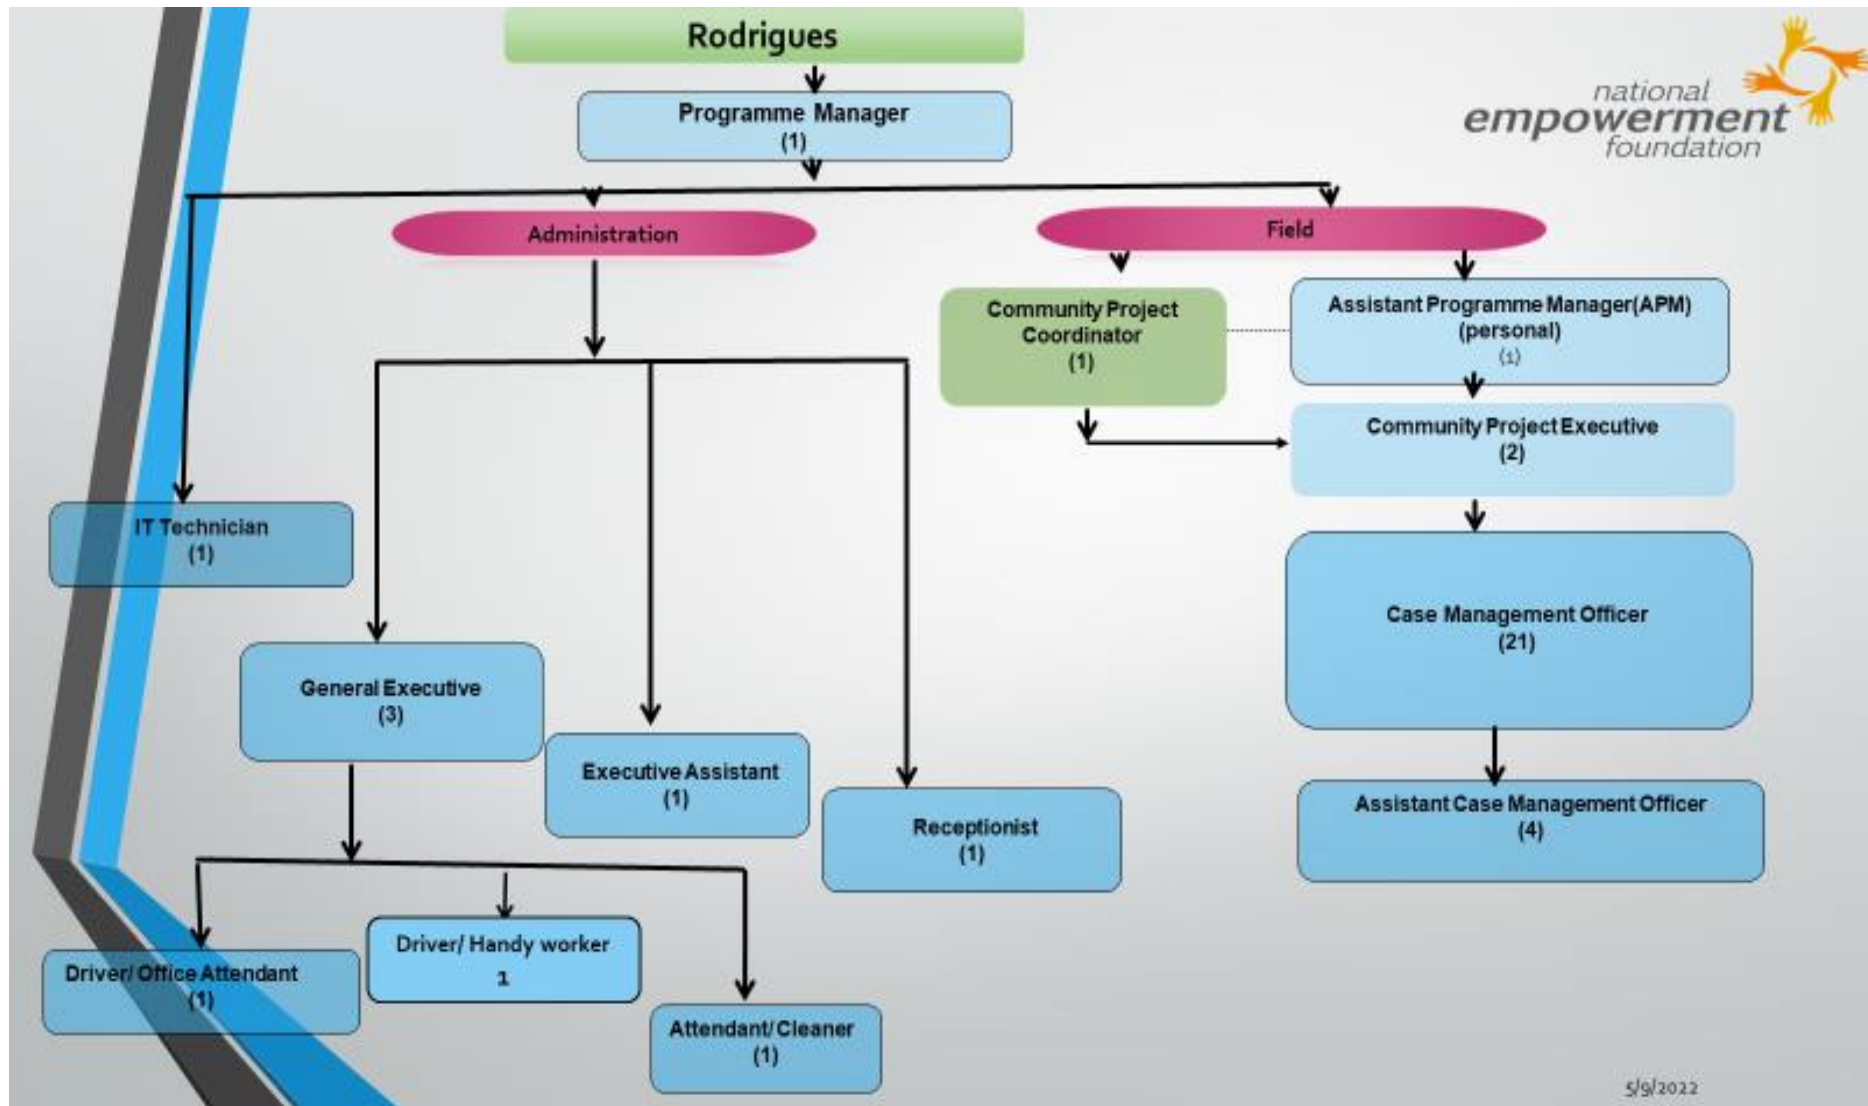 Rodrigues
national
empowerment
foundation
Programme Manager
(1)
Administration
Field
Community Project
Coordinator
(1)
Assistant Programme Manager(APM)
(personal)
(1)
Community Project Executive
(2)
IT Technician
(1)
Case Management Officer
(21)
General Executive
(3)
Executive Assistant
(1)
Receptionist
(1)
Assistant Case Management Officer
(4)
Driver/ Office Attendant
(1)
Driver/ Handy worker
1
Attendant/ Cleaner
(1)
5/9/2022